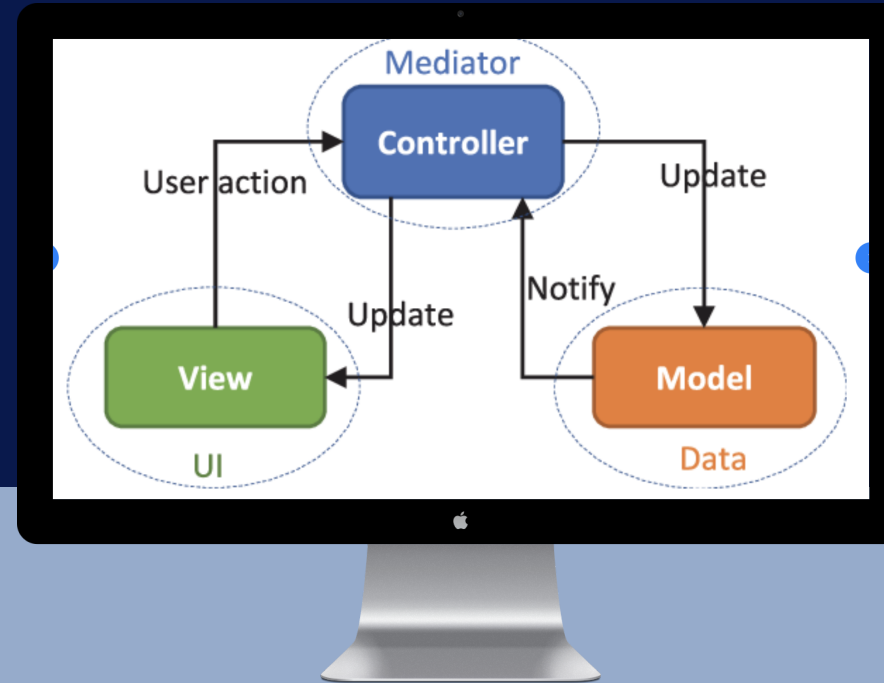 Mediator
Controller
User action
Update
Notify
Update
View
Model
UI
Data